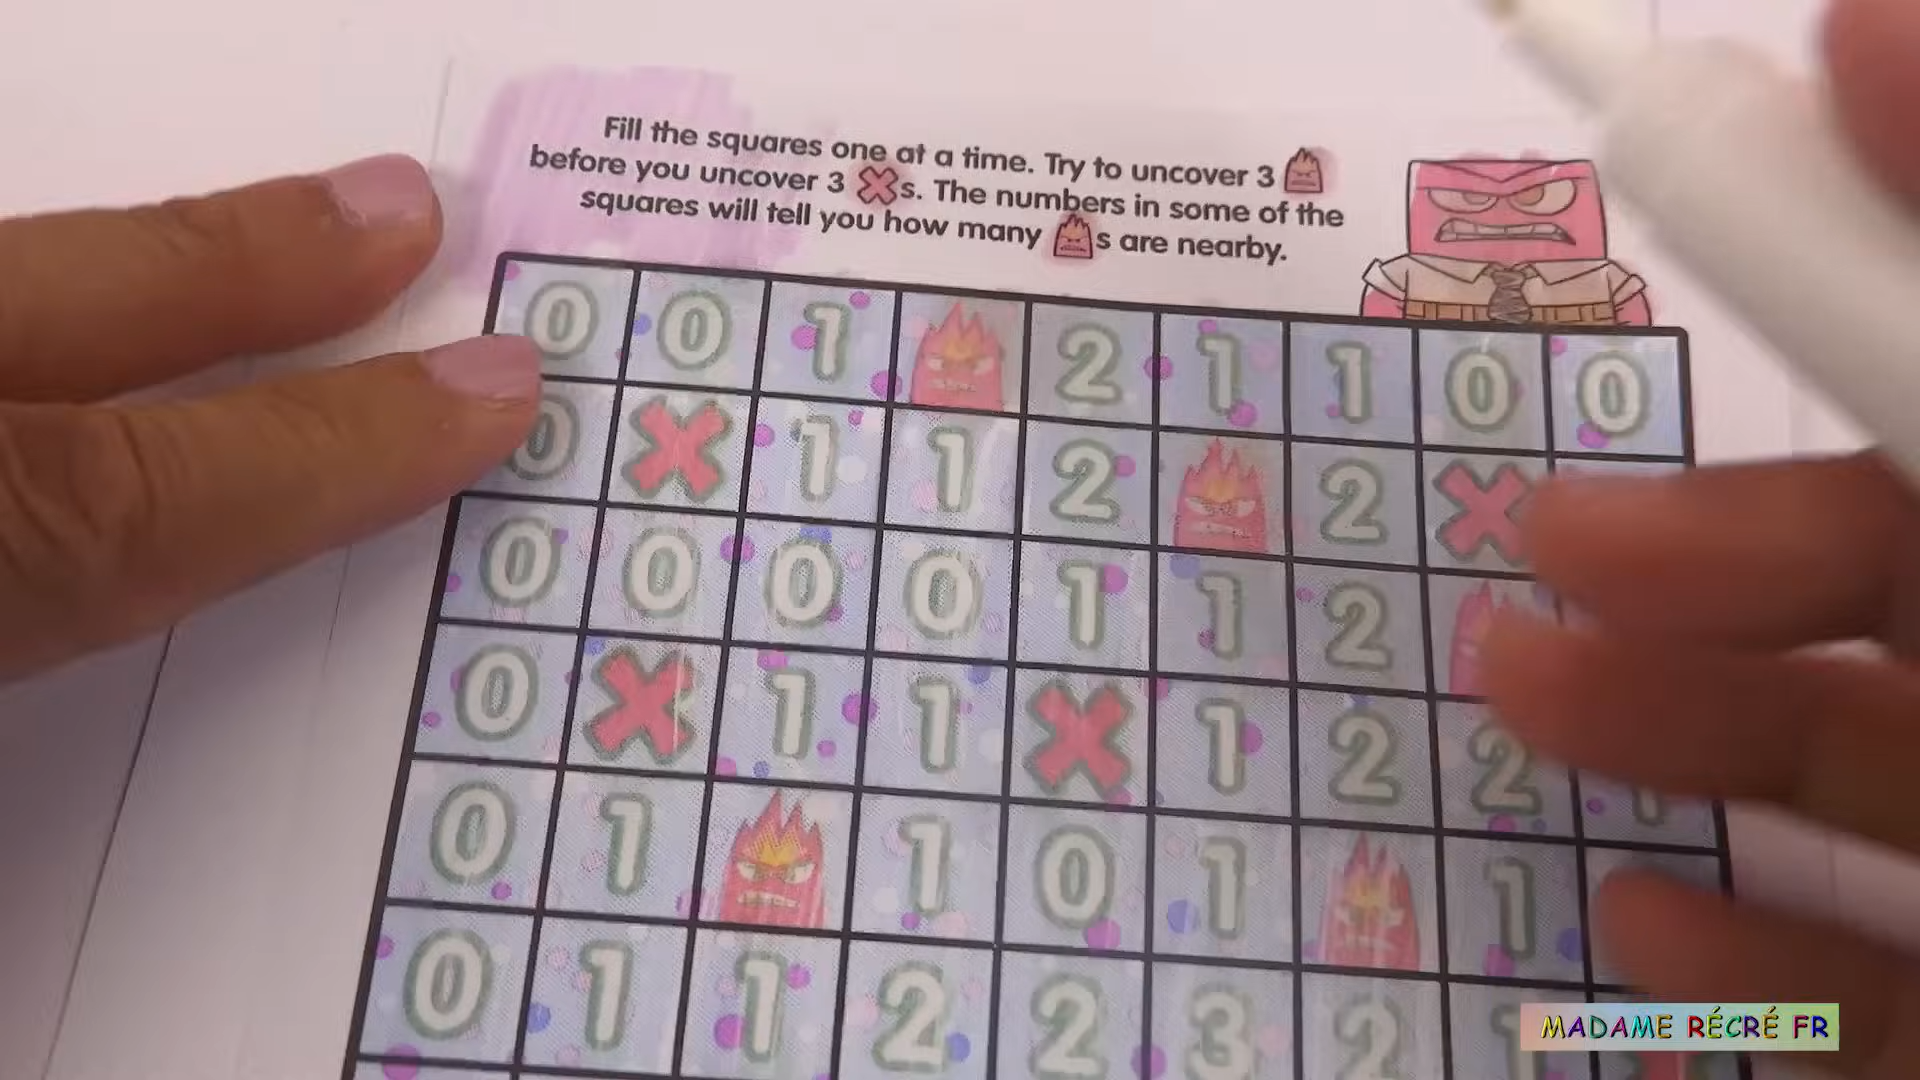 Fill the squares one at a time. Try to uncover 3
before you uncover 3 s. The numbers in some of the
squares will tell you how many s are nearby.
0 0 1 2 1 1 0 0
0 1 1 2 2
0 0 0 0 1 1 2
0 1 1 1 2 2 1
0 1 1 0 1 1
0 1 1 2 2 3 2 1
MADAME RÉCRÉ FR